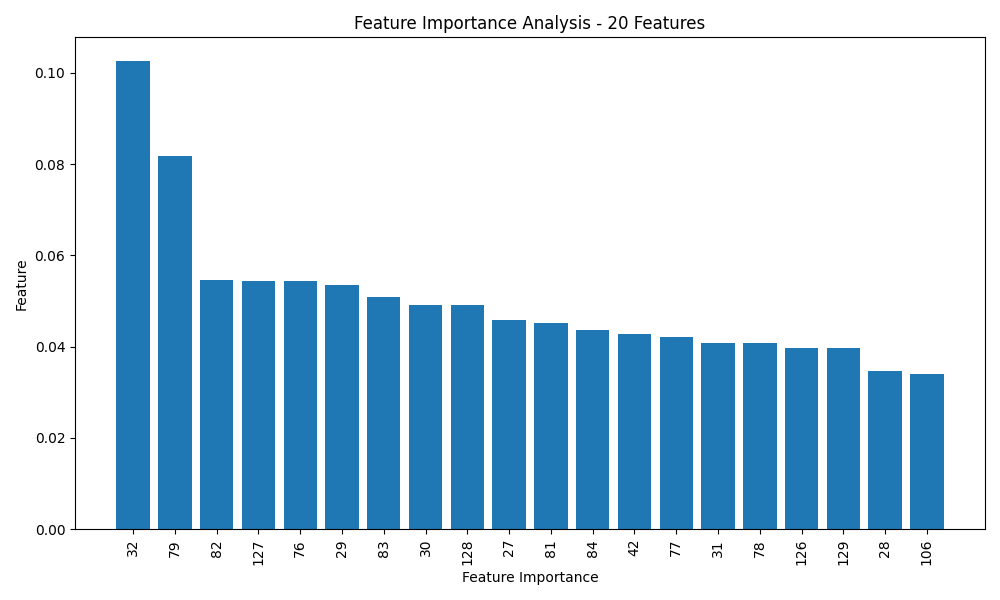 Feature Importance Analysis - 20 Features
0.10
0.08
0.06
0.04
0.02
0.00
Feature
32 79 82 127 76 29 83 30 128 27 81 84 42 77 31 78 126 129 28 106
Feature Importance